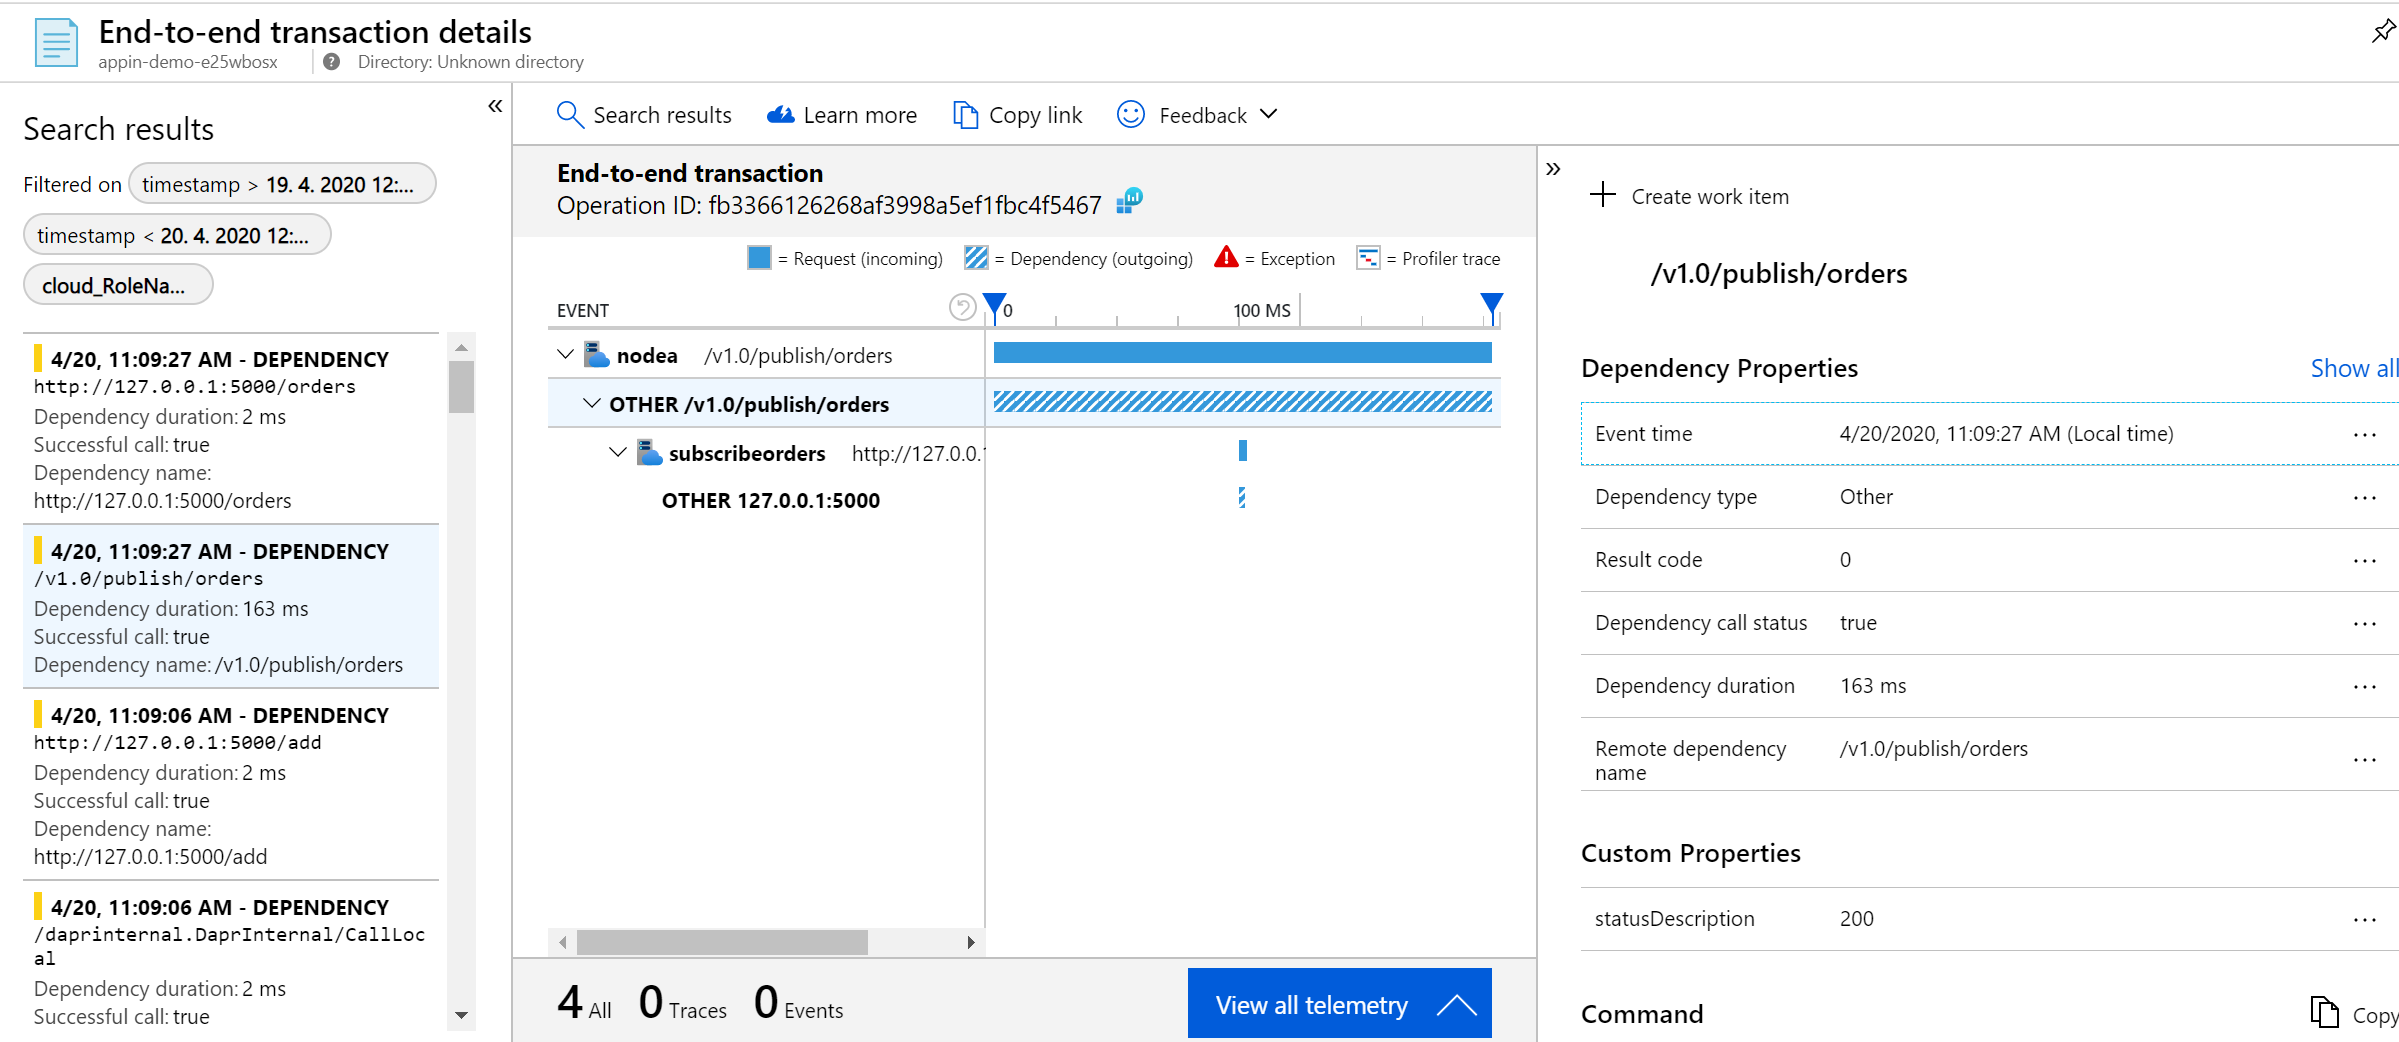 End-to-end transaction details
appin-demo-e25wbosx
? Directory: Unknown directory
«
Search results
Filtered on timestamp > 19. 4. 2020 12:...
timestamp < 20. 4. 2020 12:...
cloud_RoleNa...
4/20, 11:09:27 AM - DEPENDENCY
http://127.0.0.1:5000/orders
Dependency duration: 2 ms
Successful call: true
Dependency name:
http://127.0.0.1:5000/orders
4/20, 11:09:27 AM - DEPENDENCY
/v1.0/publish/orders
Dependency duration: 163 ms
Successful call: true
Dependency name: /v1.0/publish/orders
4/20, 11:09:06 AM - DEPENDENCY
http://127.0.0.1:5000/add
Dependency duration: 2 ms
Successful call: true
Dependency name:
http://127.0.0.1:5000/add
4/20, 11:09:06 AM - DEPENDENCY
/daprinternal.DaprInternal/CallLoc
al
Dependency duration: 2 ms
Successful call: true
Search results Learn more Copy link Feedback
End-to-end transaction
Operation ID: fb3366126268af3998a5ef1fbc4f5467
= Request (incoming) = Dependency (outgoing) = Exception = Profiler trace
EVENT 0 100 MS
nodea /v1.0/publish/orders
OTHER /v1.0/publish/orders
subscribeorders http://127.0.0.1
OTHER 127.0.0.1:5000
4 All 0 Traces 0 Events
View all telemetry
»
Create work item
/v1.0/publish/orders
Dependency Properties Show all
Event time 4/20/2020, 11:09:27 AM (Local time) ...
Dependency type Other ...
Result code 0 ...
Dependency call status true ...
Dependency duration 163 ms ...
Remote dependency /v1.0/publish/orders ...
name
Custom Properties
statusDescription 200 ...
Command Copy